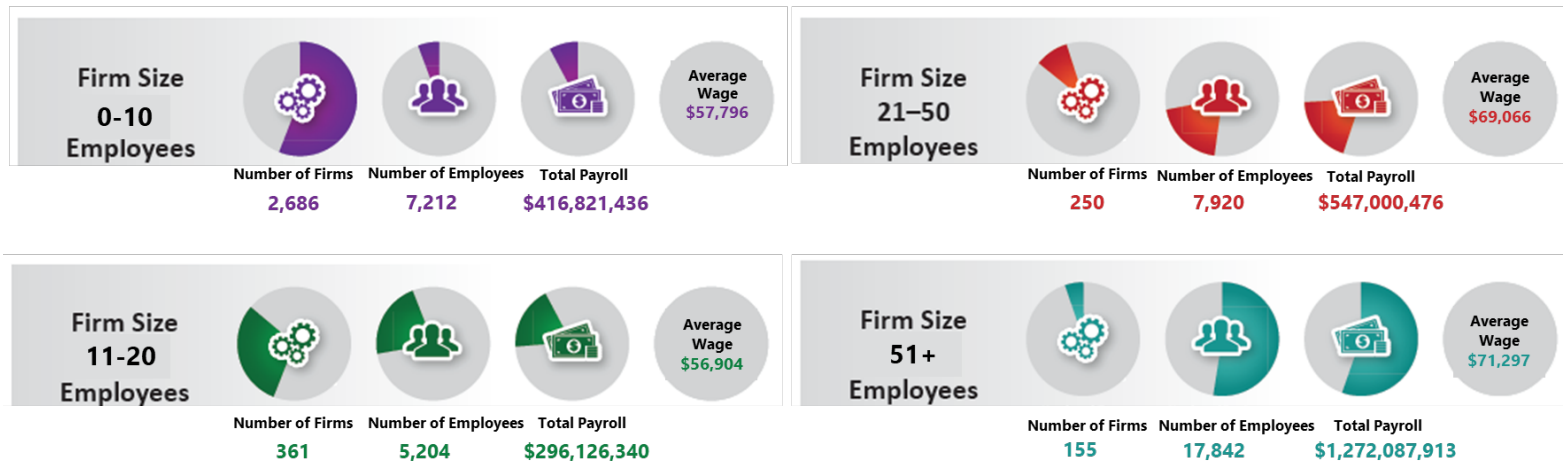 Firm Size
0-10
Employees
Average
Wage
$57,796
Number of Firms Number of Employees Total Payroll
2,686 7,212 $416,821,436
Firm Size
21–50
Employees
Average
Wage
$69,066
Number of Firms Number of Employees Total Payroll
250 7,920 $547,000,476
Firm Size
11-20
Employees
Average
Wage
$56,904
Number of Firms Number of Employees Total Payroll
361 5,204 $296,126,340
Firm Size
51+
Employees
Average
Wage
$71,297
Number of Firms Number of Employees Total Payroll
155 17,842 $1,272,087,913